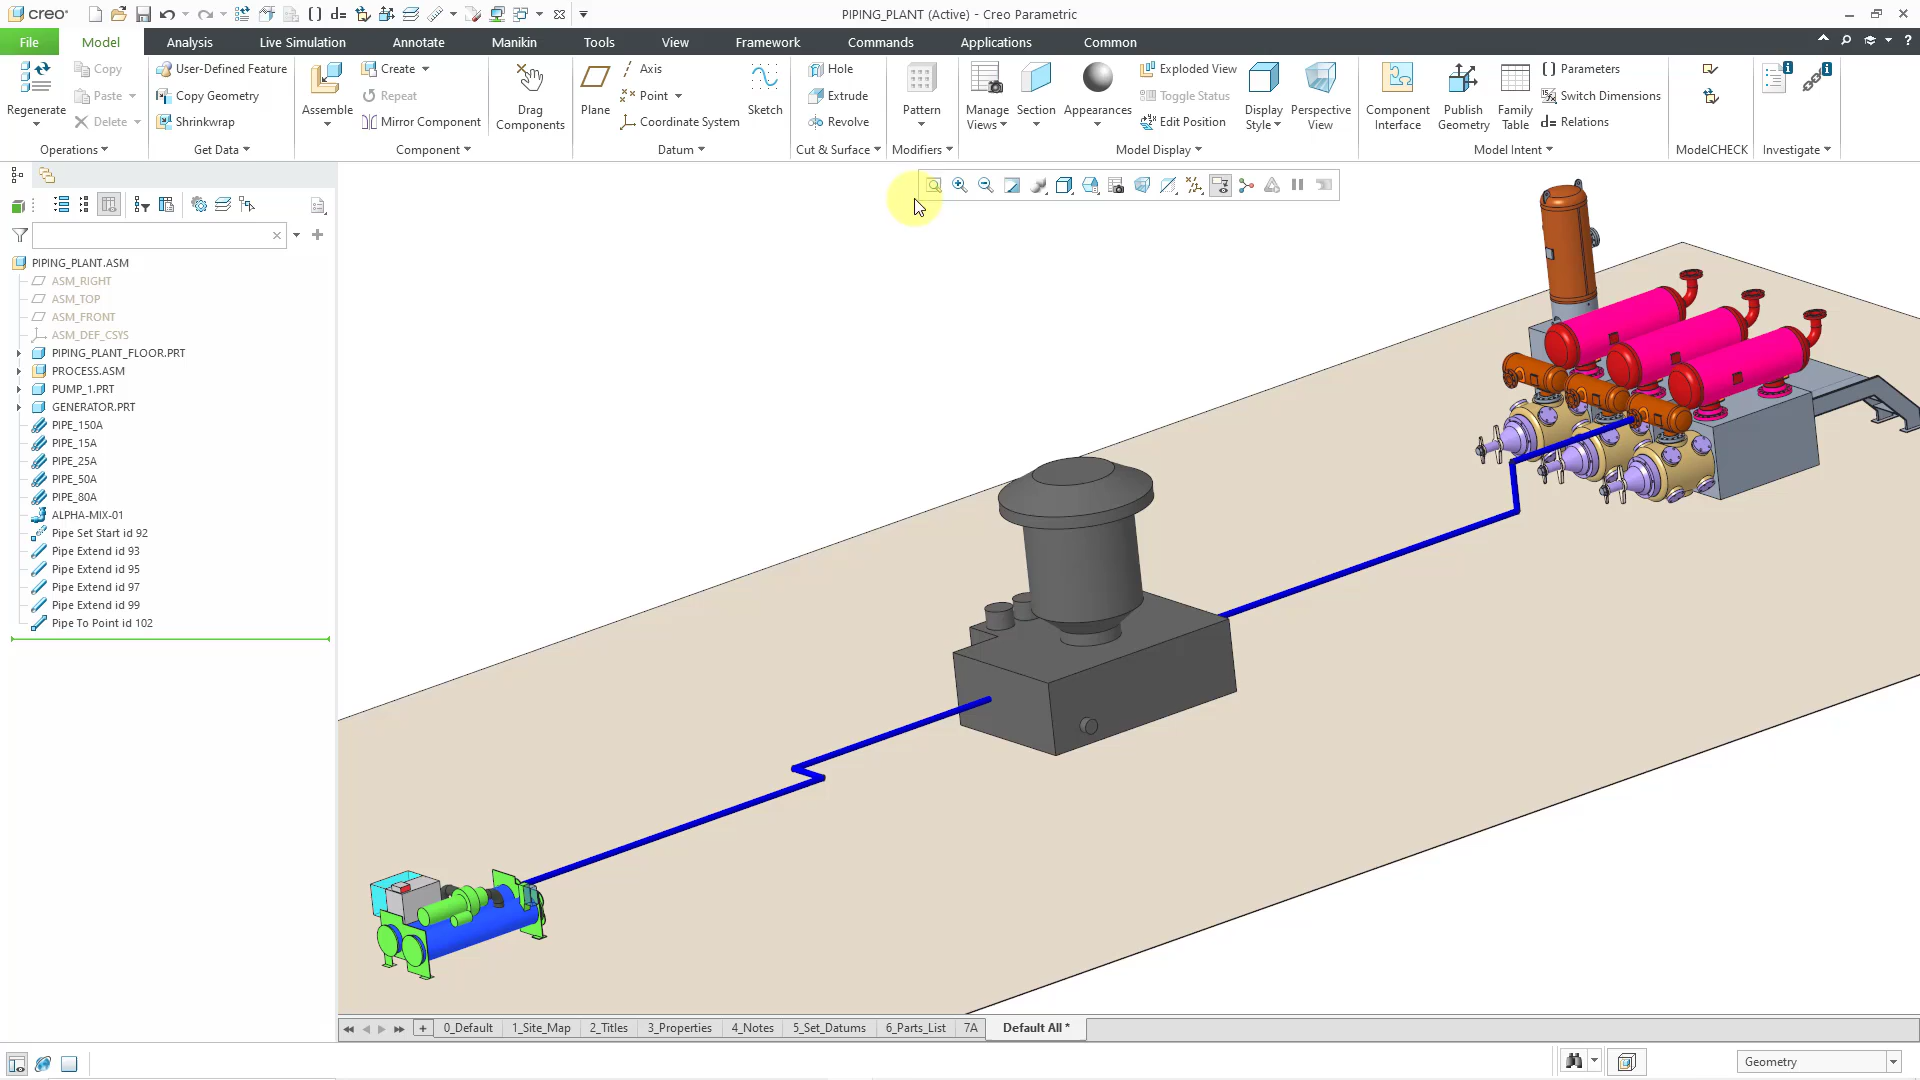 creo
PIPING_PLANT (Active) - Creo Parametric
File
Model
Analysis
Live Simulation
Annotate
Manikin
Tools
View
Framework
Commands
Applications
Common
Regenerate
Copy
Paste
Delete
Operations
User-Defined Feature
Copy Geometry
Shrinkwrap
Get Data
Assemble
Create
Repeat
Mirror Component
Component
Drag
Components
Plane
Axis
Point
Coordinate System
Sketch
Datum
Hole
Extrude
Revolve
Cut & Surface
Pattern
Modifiers
Manage
Views
Section
Appearances
Exploded View
Toggle Status
Edit Position
Display
Style
Perspective
View
Model Display
Component
Interface
Publish
Geometry
Family
Table
Parameters
Switch Dimensions
Relations
Model Intent
ModelCHECK
Investigate
PIPING_PLANT.ASM
ASM_RIGHT
ASM_TOP
ASM_FRONT
ASM_DEF_CSYS
PIPING_PLANT_FLOOR.PRT
PROCESS.ASM
PUMP_1.PRT
GENERATOR.PRT
PIPE_150A
PIPE_15A
PIPE_25A
PIPE_50A
PIPE_80A
ALPHA-MIX-01
Pipe Set Start id 92
Pipe Extend id 93
Pipe Extend id 95
Pipe Extend id 97
Pipe Extend id 99
Pipe To Point id 102
0_Default
1_Site_Map
2_Titles
3_Properties
4_Notes
5_Set_Datums
6_Parts_List
7A
Default All *
Geometry